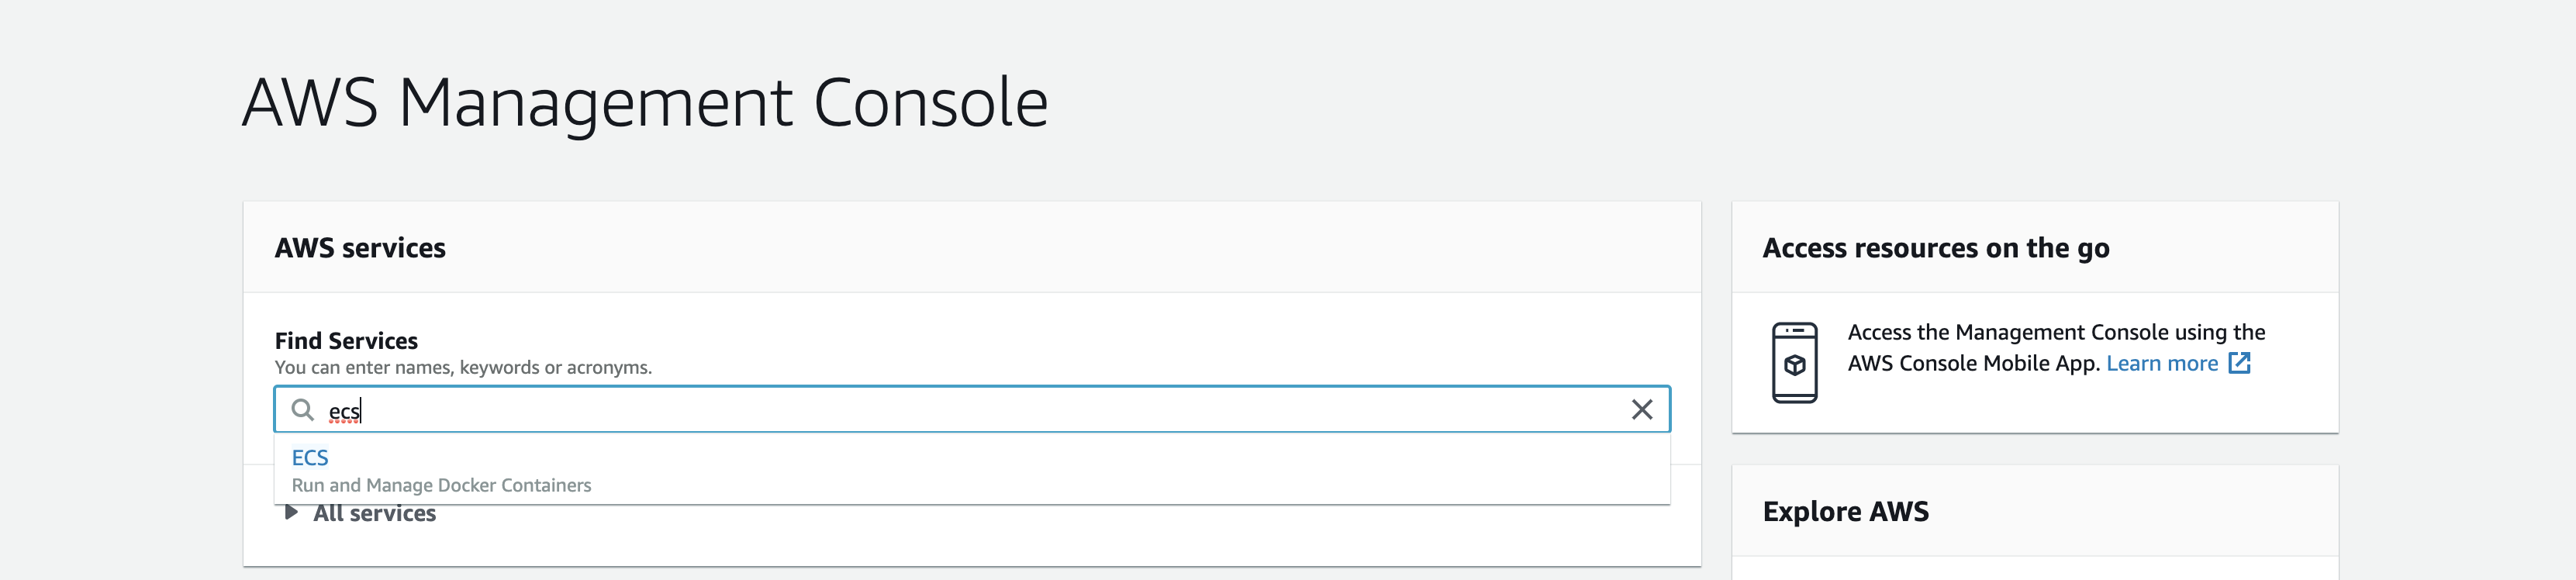 AWS Management Console
AWS services
Find Services
You can enter names, keywords or acronyms.
ecs
ECS
Run and Manage Docker Containers
All services
Access resources on the go
Access the Management Console using the
AWS Console Mobile App. Learn more
Explore AWS